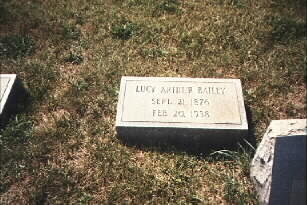 LUCY ARTHUR BAILEY
SEPT. 21, 1876
FEB. 20, 1938